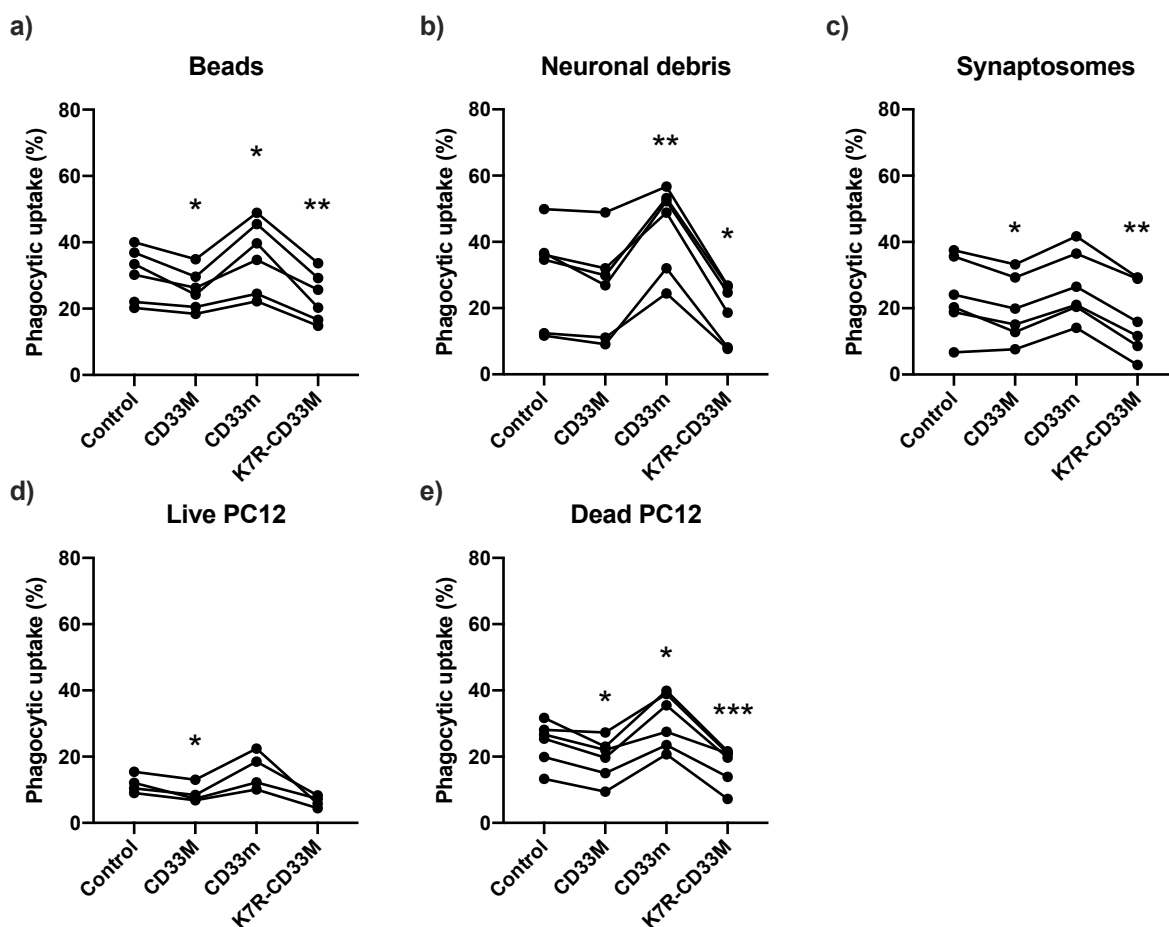 a)
Beads
Phagocytic uptake (%)
80
60
40
20
0
*
*
**
Control
CD33M
CD33m
K7R-CD33M
b)
Neuronal debris
Phagocytic uptake (%)
80
60
40
20
0
**
*
Control
CD33M
CD33m
K7R-CD33M
c)
Synaptosomes
Phagocytic uptake (%)
80
60
40
20
0
*
**
Control
CD33M
CD33m
K7R-CD33M
d)
Live PC12
Phagocytic uptake (%)
80
60
40
20
0
*
Control
CD33M
CD33m
K7R-CD33M
e)
Dead PC12
Phagocytic uptake (%)
80
60
40
20
0
*
*
***
Control
CD33M
CD33m
K7R-CD33M